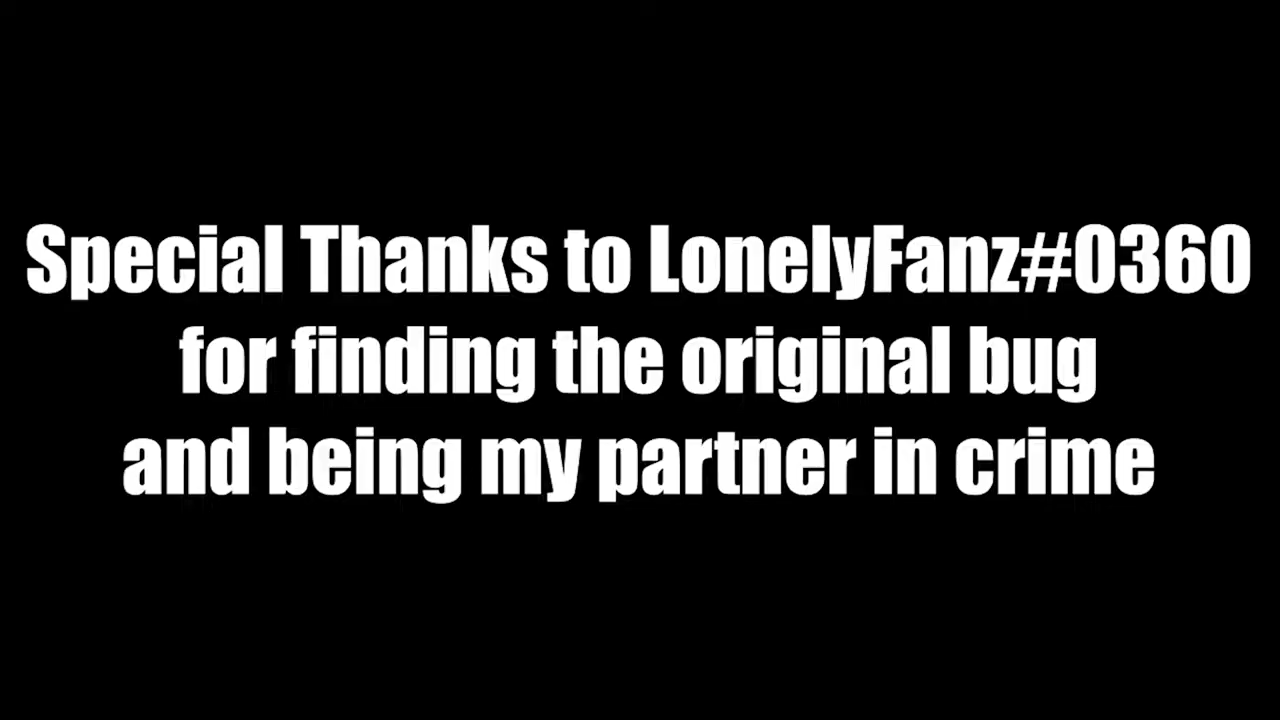 Special Thanks to LonelyFanz#0360
for finding the original bug
and being my partner in crime